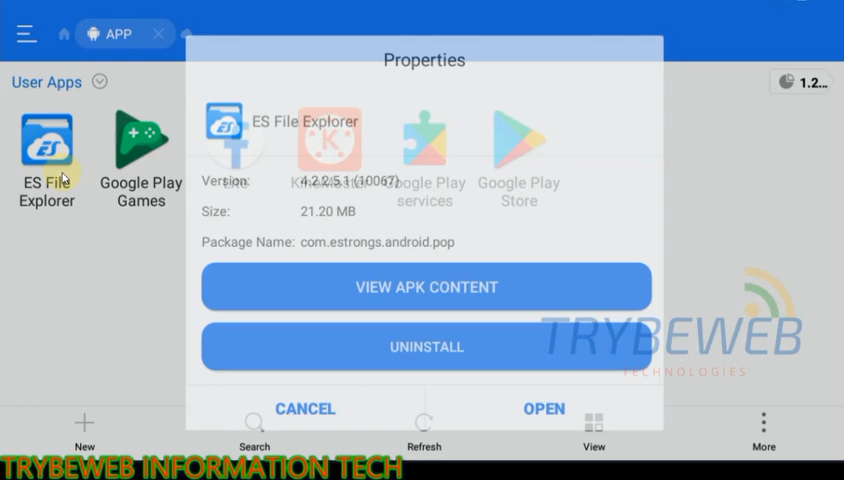 APP
Properties
User Apps
1.2...
ES File Explorer
ES File
Explorer
Google Play
Games
Lite
KineMaster
Google Play
services
Google Play
Store
Version: 4.2.2.5.1 (10067)
Size: 21.20 MB
Package Name: com.estrongs.android.pop
VIEW APK CONTENT
UNINSTALL
TRYBEWEB
TECHNOLOGIES
CANCEL
OPEN
New
Search
Refresh
View
More
TRYBEWEB INFORMATION TECH